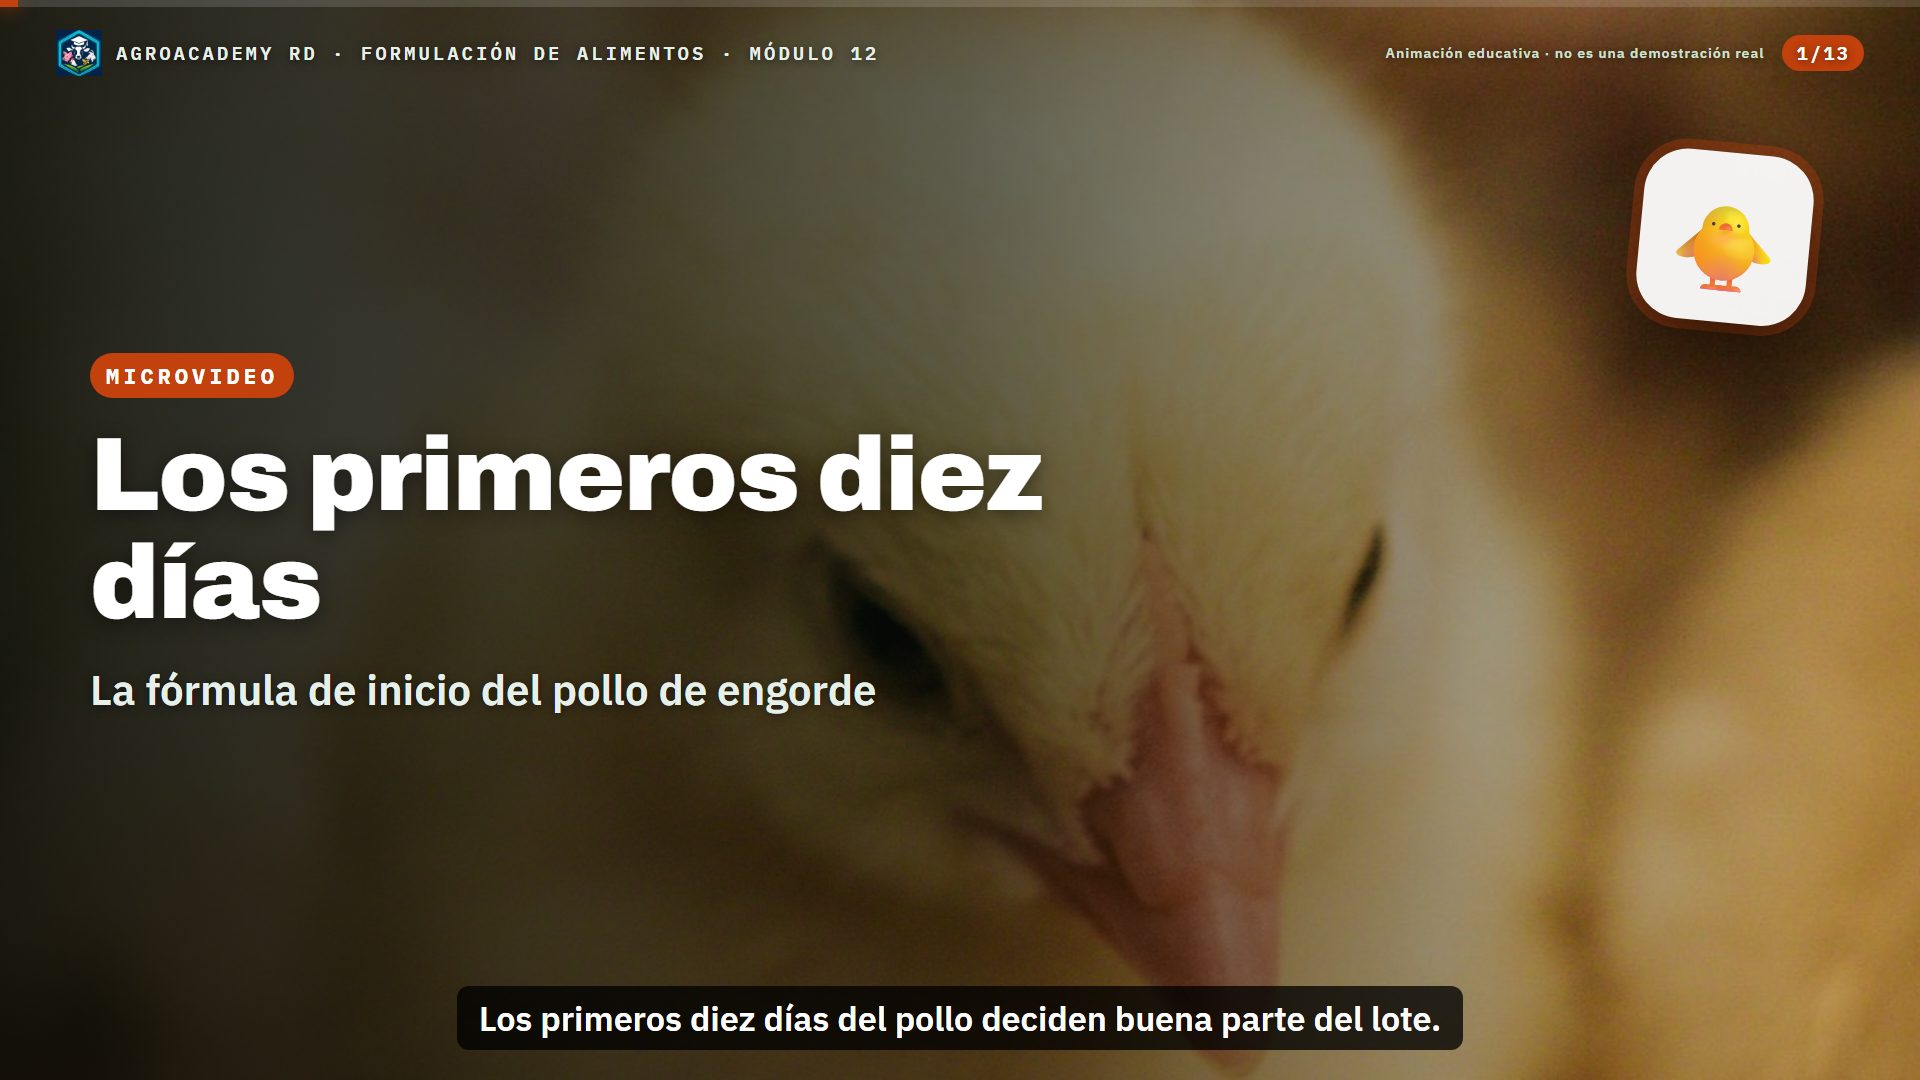 AGROACADEMY RD · FORMULACIÓN DE ALIMENTOS · MÓDULO 12
Animación educativa · no es una demostración real
1/13
MICROVIDEO
Los primeros diez
días
La fórmula de inicio del pollo de engorde
Los primeros diez días del pollo deciden buena parte del lote.